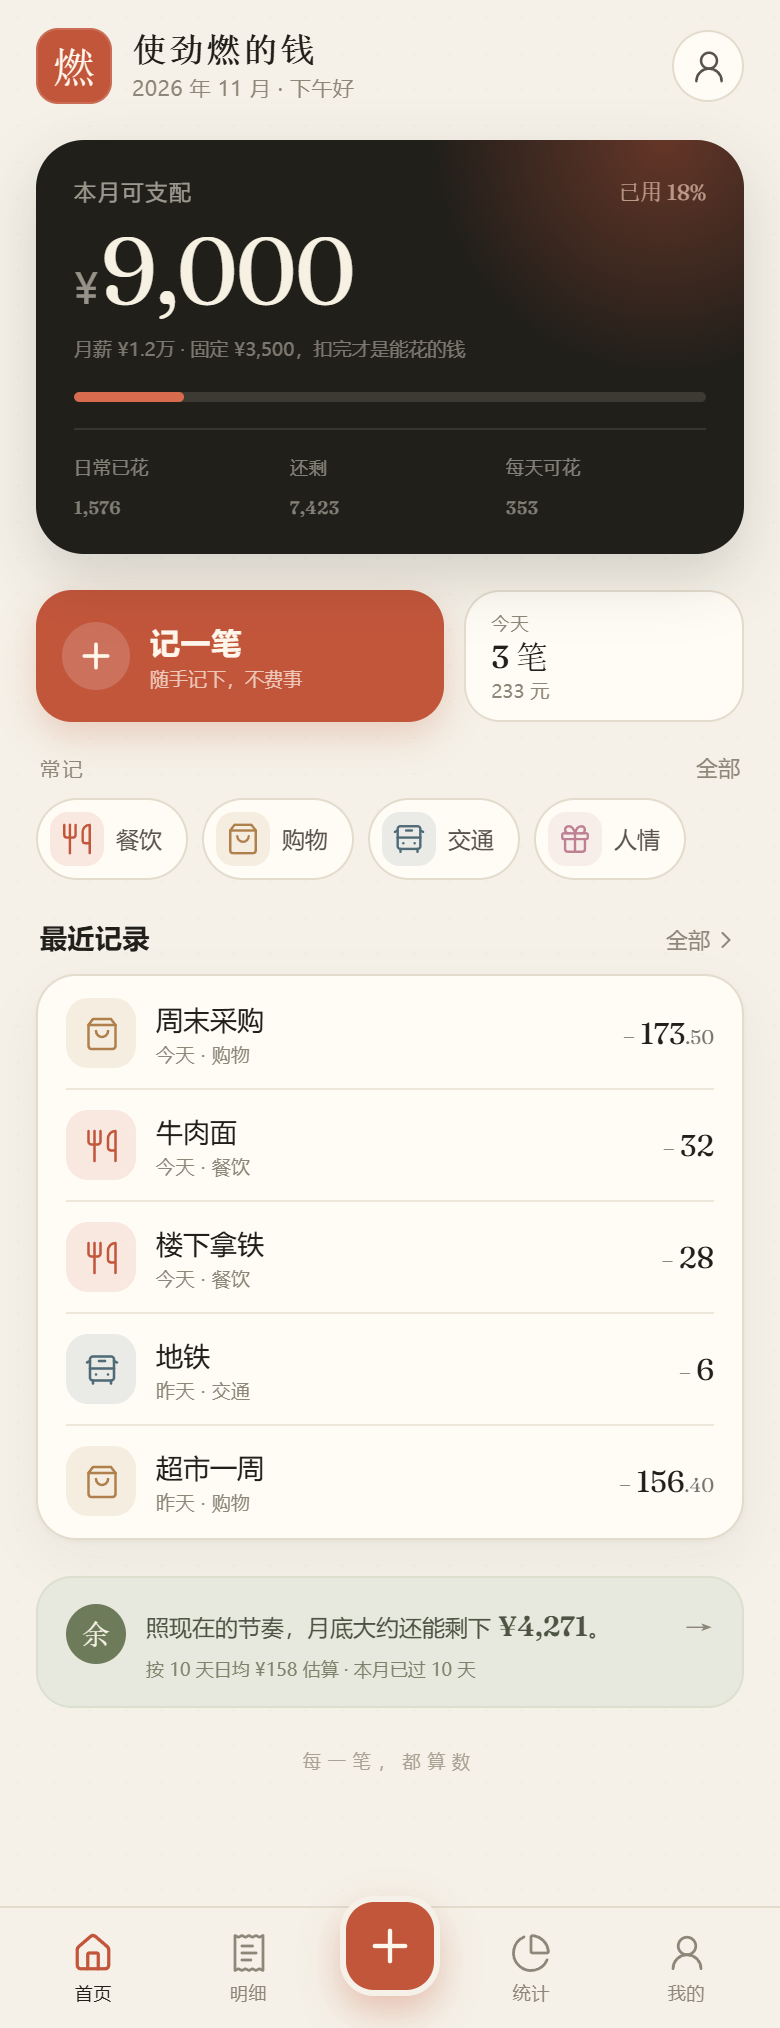 燃
使劲燃的钱
2026 年 11 月 · 下午好
本月可支配
已用 18%
¥9,000
月薪 ¥1.2万 · 固定 ¥3,500，扣完才是能花的钱
日常已花
还剩
每天可花
1,576
7,423
353
记一笔
随手记下，不费事
今天
3 笔
233 元
常记
全部
餐饮
购物
交通
人情
最近记录
全部
周末采购
今天 · 购物
– 173.50
牛肉面
今天 · 餐饮
– 32
楼下拿铁
今天 · 餐饮
– 28
地铁
昨天 · 交通
– 6
超市一周
昨天 · 购物
– 156.40
余
照现在的节奏，月底大约还能剩下 ¥4,271。
按 10 天日均 ¥158 估算 · 本月已过 10 天
每一笔，都算数
首页
明细
统计
我的